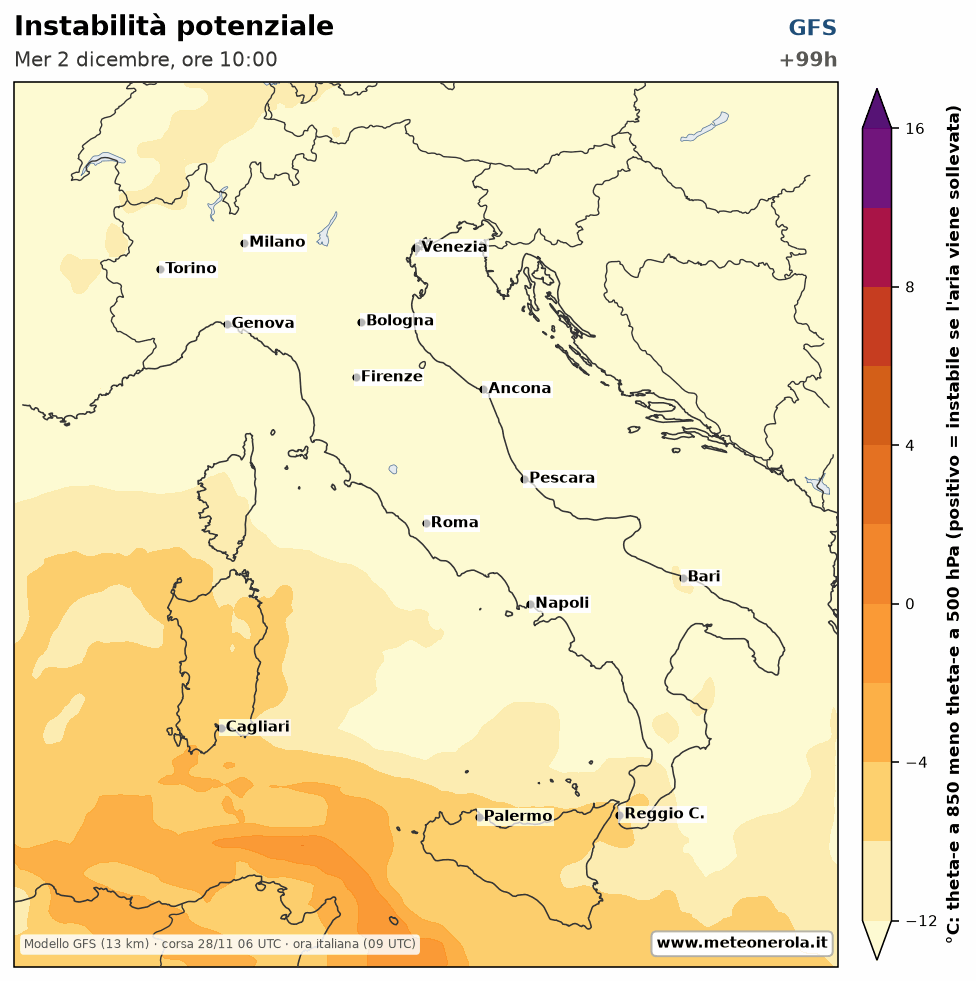 Instabilità potenziale
GFS
Mer 2 dicembre, ore 10:00
+99h
Milano
Venezia
Torino
Genova
Bologna
Firenze
Ancona
Pescara
Roma
Bari
Napoli
Cagliari
Palermo
Reggio C.
Modello GFS (13 km) · corsa 28/11 06 UTC · ora italiana (09 UTC)
www.meteonerola.it
16
8
4
0
−4
−12
°C: theta-e a 850 meno theta-e a 500 hPa (positivo = instabile se l'aria viene sollevata)